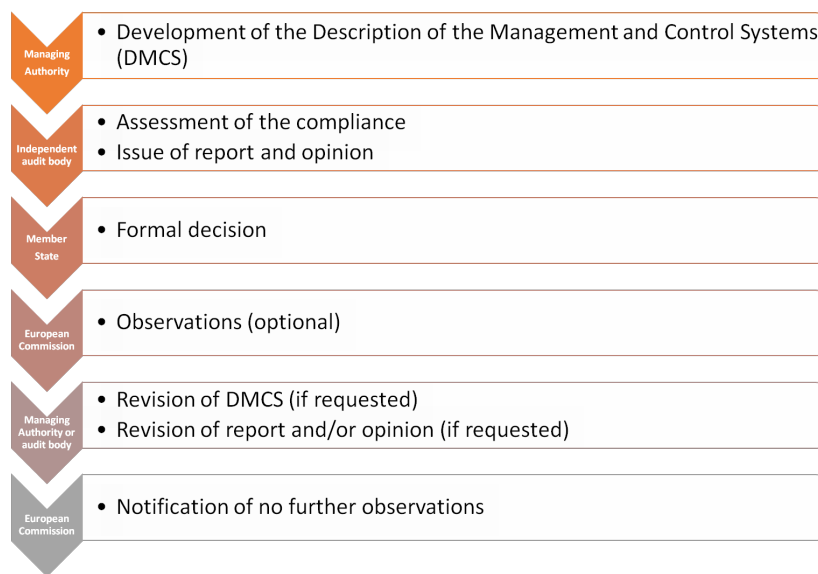 Managing
Authority
• Development of the Description of the Management and Control Systems
(DMCS)
Independent
audit body
• Assessment of the compliance
• Issue of report and opinion
Member
State
• Formal decision
European
Commission
• Observations (optional)
Managing
Authority or
audit body
• Revision of DMCS (if requested)
• Revision of report and/or opinion (if requested)
European
Commission
• Notification of no further observations